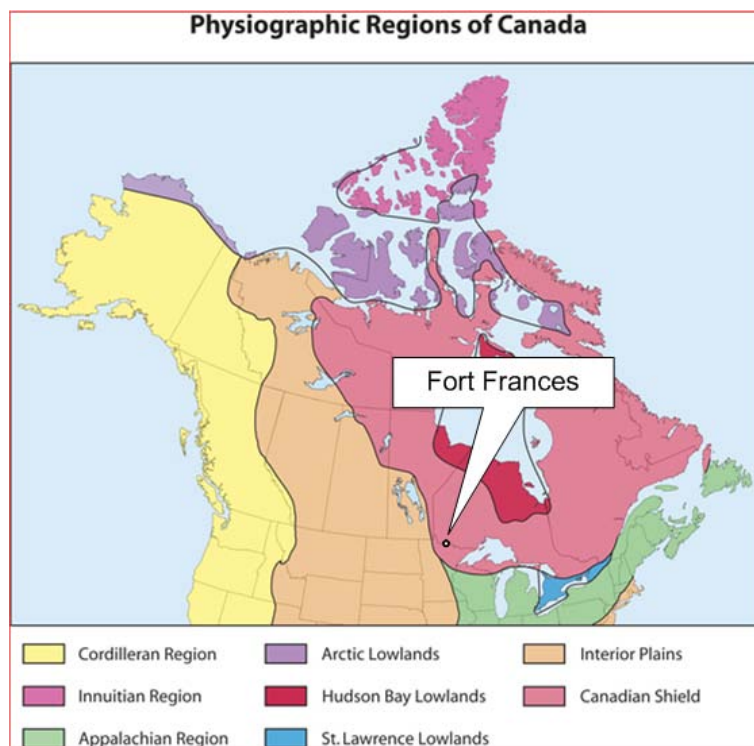 Physiographic Regions of Canada
Fort Frances
Cordilleran Region
Arctic Lowlands
Interior Plains
Innuitian Region
Hudson Bay Lowlands
Canadian Shield
Appalachian Region
St. Lawrence Lowlands